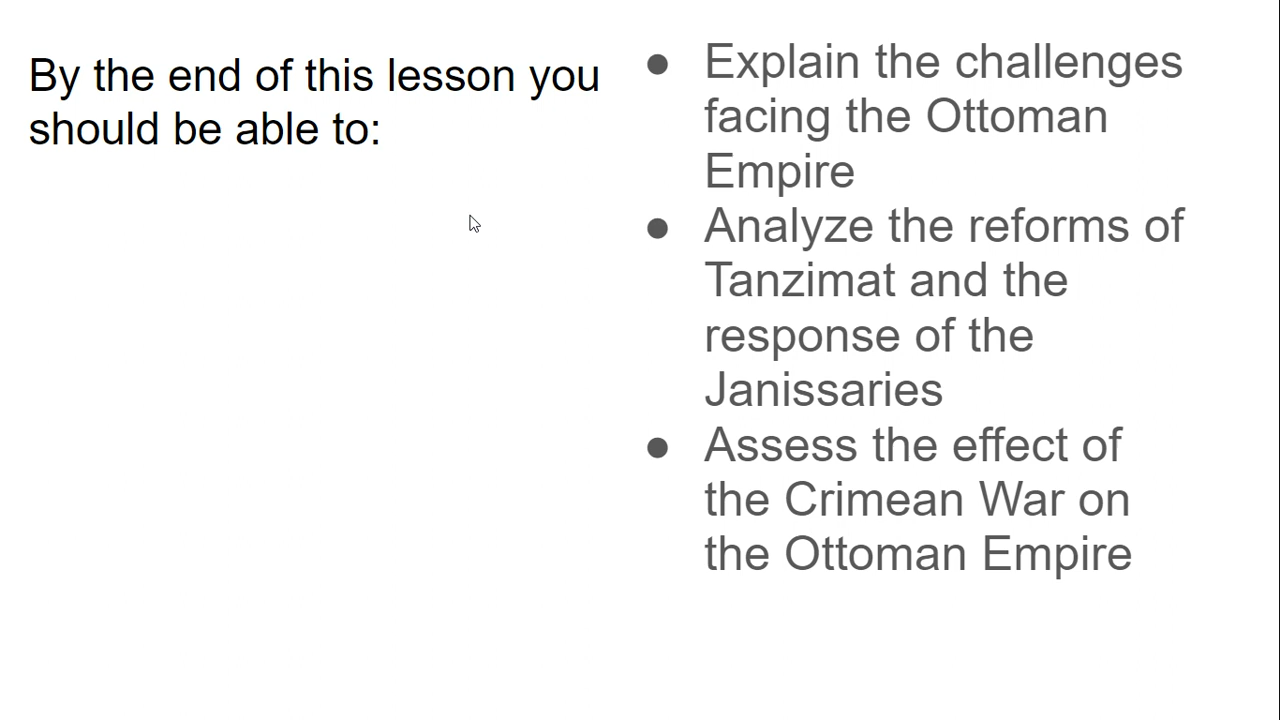 By the end of this lesson you
should be able to:
● Explain the challenges
facing the Ottoman
Empire
● Analyze the reforms of
Tanzimat and the
response of the
Janissaries
● Assess the effect of
the Crimean War on
the Ottoman Empire